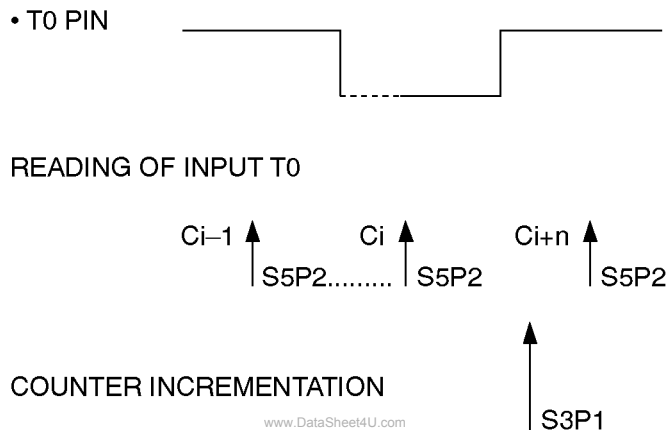 • T0 PIN
READING OF INPUT T0
Ci–1 Ci Ci+n
S5P2......... S5P2 S5P2
COUNTER INCREMENTATION
www.DataSheet4U.com
S3P1